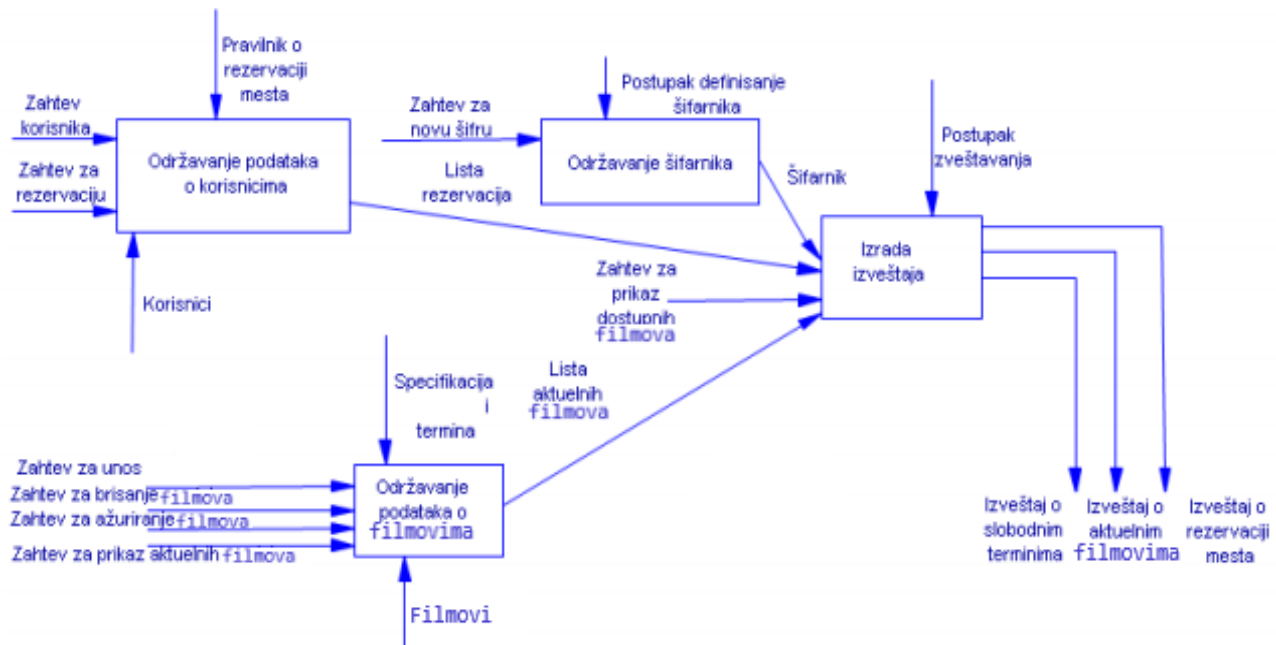 Pravilnik o
rezervaciji
mesta
Zahtev
korisnika
Zahtev za
rezervaciju
Održavanje podataka
o korisnicima
Korisnici
Zahtev za
novu šifru
Postupak definisanje
šifarnika
Održavanje šifarnika
Lista
rezervacija
Šifarnik
Postupak
zveštavanja
Izrada
izveštaja
Zahtev za
prikaz
dostupnih
filmova
Specifikacija
i
termina
Lista
aktuelnih
filmova
Zahtev za unos
Zahtev za brisanje filmova
Zahtev za ažuriranje filmova
Zahtev za prikaz aktuelnih filmova
Održavanje
podataka o
filmovima
Filmovi
Izveštaj o
slobodnim
terminima
Izveštaj o
aktuelnim
filmovima
Izveštaj o
rezervaciji
mesta